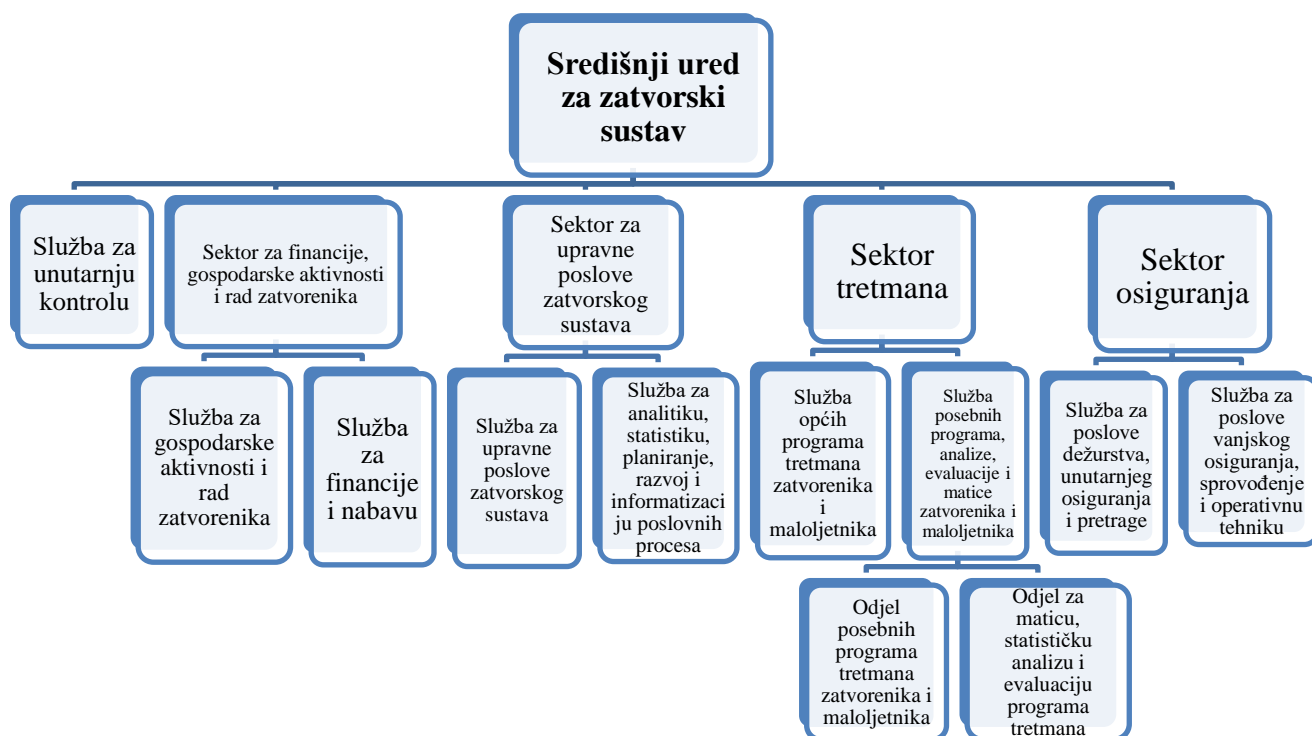 Središnji ured
za zatvorski
sustav
Služba za
unutarnju
kontrolu
Sektor za financije,
gospodarske aktivnosti
i rad zatvorenika
Sektor za
upravne
poslove
zatvorskog
sustava
Sektor
tretmana
Sektor
osiguranja
Služba za
gospodarske
aktivnosti i
rad
zatvorenika
Služba
za
financije
i nabavu
Služba za
upravne
poslove
zatvorskog
sustava
Služba za
analitiku,
statistiku,
planiranje,
razvoj i
informatizaci
ju poslovnih
procesa
Služba
općih
programa
tretmana
zatvorenika
i
maloljetnika
Služba
posebnih
programa,
analize,
evaluacije i
matice
zatvorenika i
maloljetnika
Služba za
poslove
dežurstva,
unutarnjeg
osiguranja
i pretrage
Služba za
poslove
vanjskog
osiguranja,
sprovođenje
i operativnu
tehniku
Odjel
posebnih
programa
tretmana
zatvorenika i
maloljetnika
Odjel za
maticu,
statističku
analizu i
evaluaciju
programa
tretmana